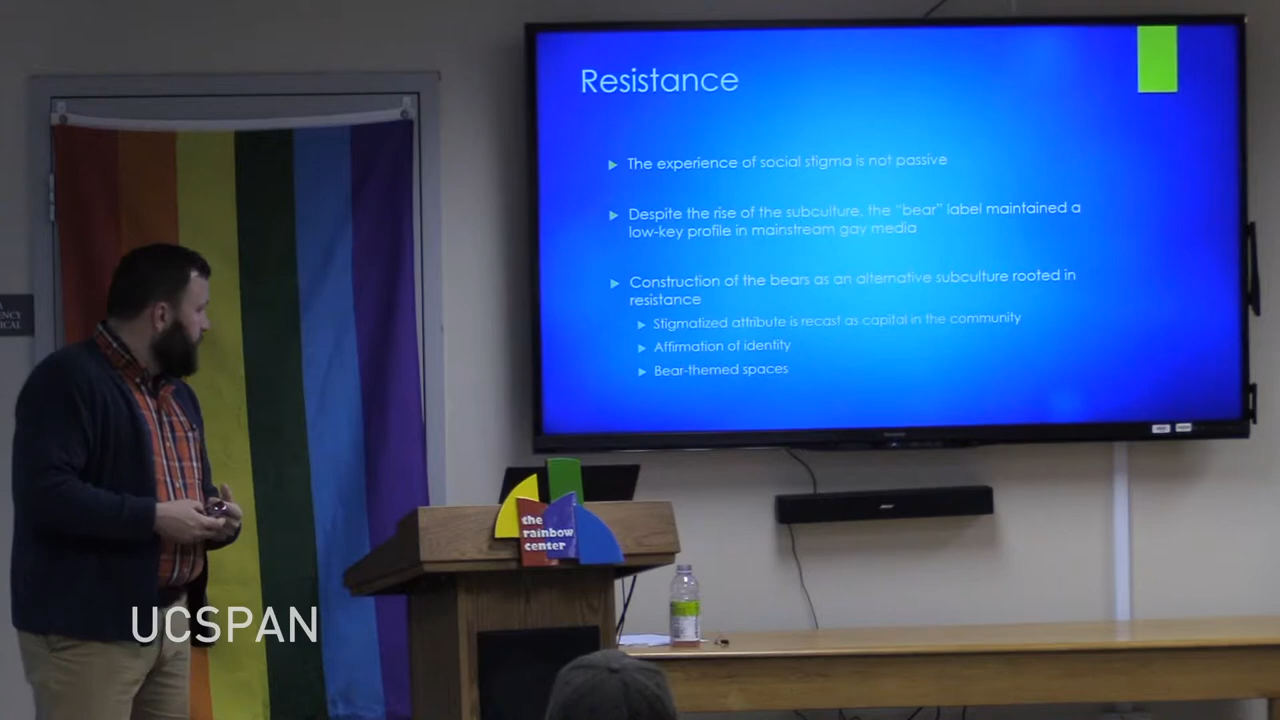 Resistance
The experience of social stigma is not passive
Despite the rise of the subculture, the "bear" label maintained a
low-key profile in mainstream gay media
Construction of the bears as an alternative subculture rooted in
resistance
Stigmatized attribute is recast as capital in the community
Affirmation of identity
Bear-themed spaces
ENCY
ICAL
the
rainbow
center
UCSPAN